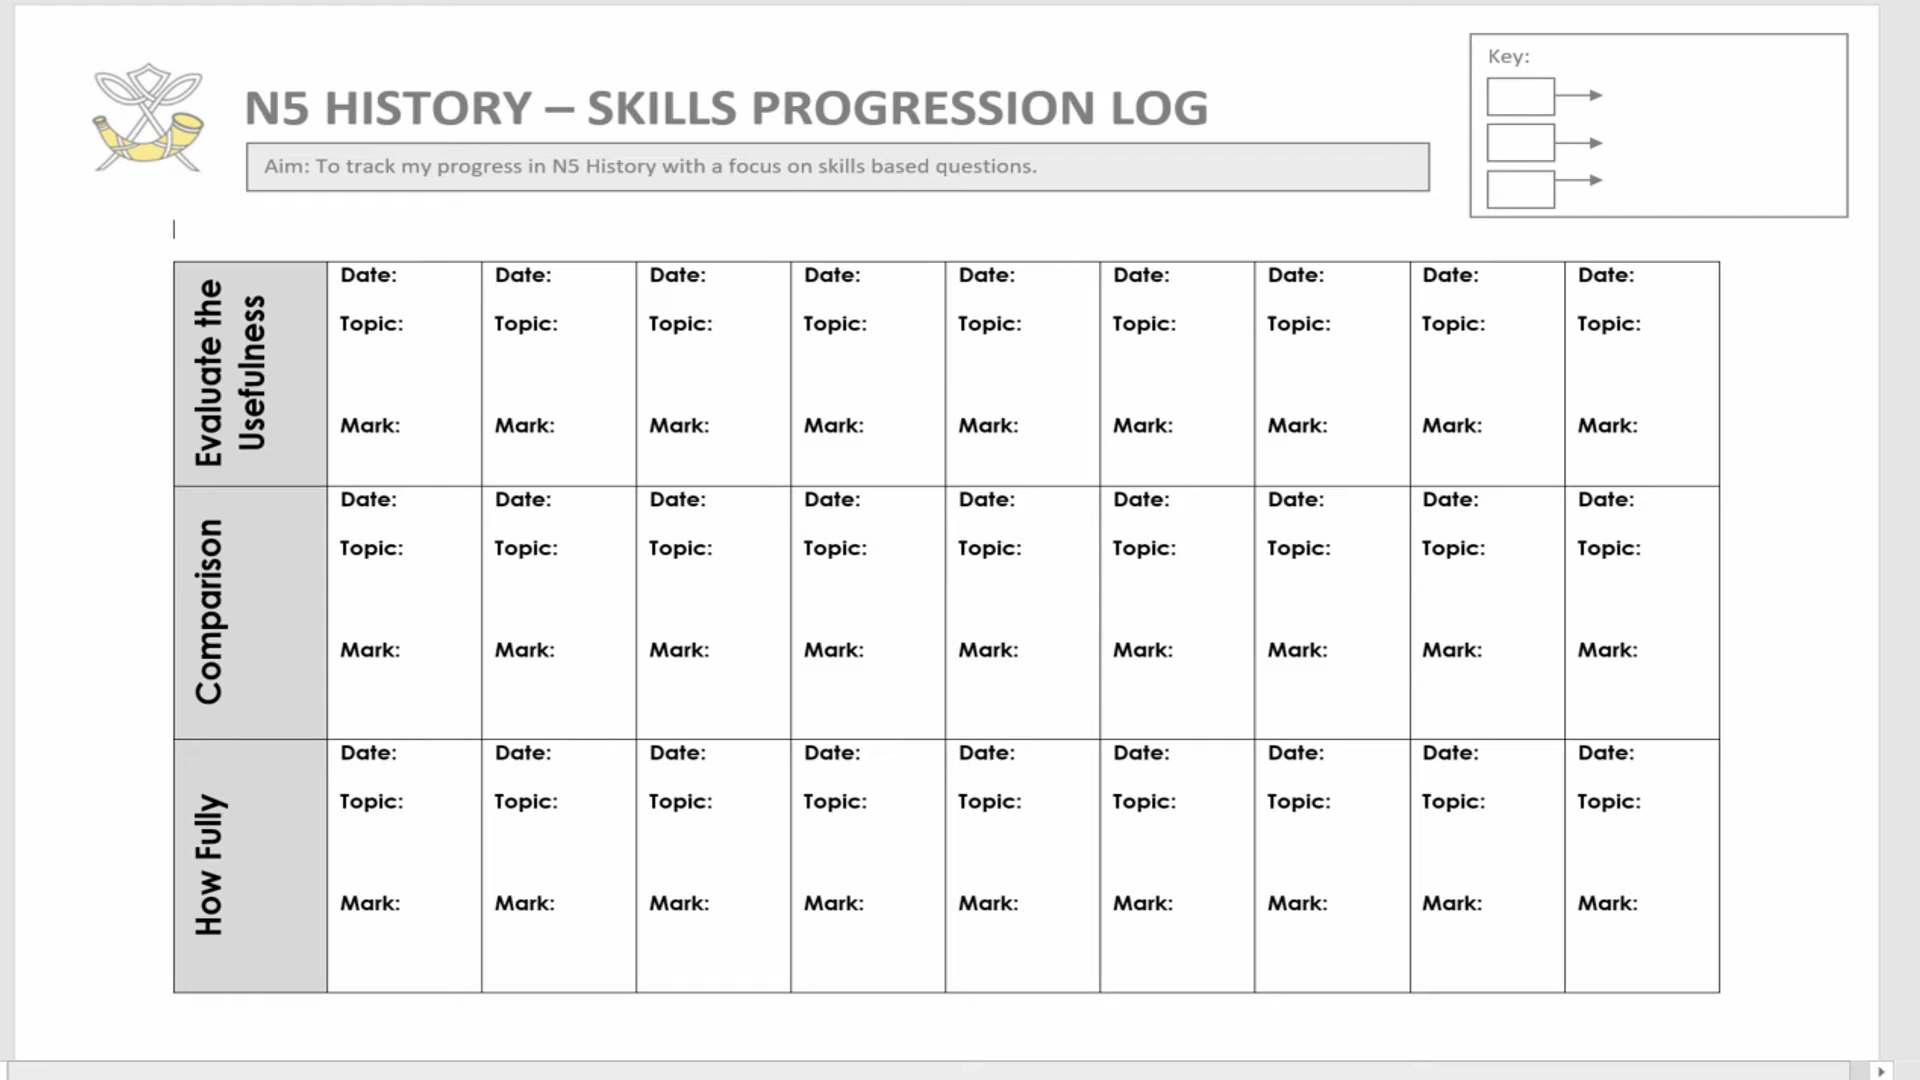 Key:
N5 HISTORY – SKILLS PROGRESSION LOG
Aim: To track my progress in N5 History with a focus on skills based questions.
Evaluate the
Usefulness
Date: Date: Date: Date: Date: Date: Date: Date: Date:
Topic: Topic: Topic: Topic: Topic: Topic: Topic: Topic: Topic:
Mark: Mark: Mark: Mark: Mark: Mark: Mark: Mark: Mark:
Comparison
Date: Date: Date: Date: Date: Date: Date: Date: Date:
Topic: Topic: Topic: Topic: Topic: Topic: Topic: Topic: Topic:
Mark: Mark: Mark: Mark: Mark: Mark: Mark: Mark: Mark:
How Fully
Date: Date: Date: Date: Date: Date: Date: Date: Date:
Topic: Topic: Topic: Topic: Topic: Topic: Topic: Topic: Topic:
Mark: Mark: Mark: Mark: Mark: Mark: Mark: Mark: Mark: